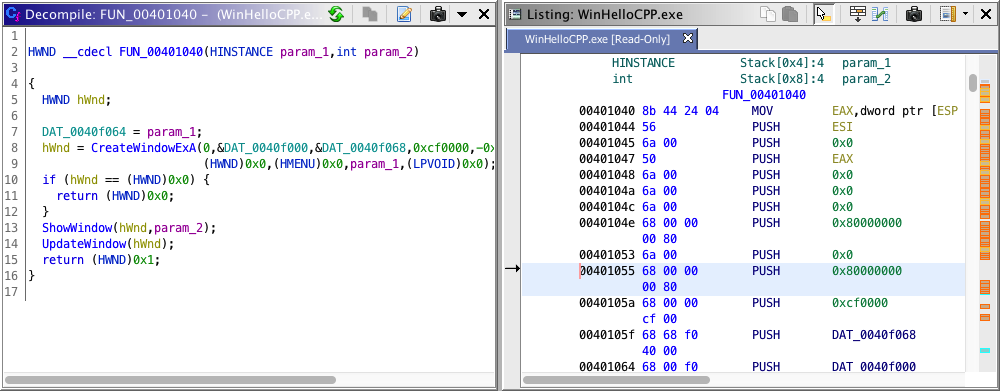 Decompile: FUN_00401040 – (WinHelloCPP.e...
1
2 HWND __cdecl FUN_00401040(HINSTANCE param_1,int param_2)
3
4 {
5 HWND hWnd;
6
7 DAT_0040f064 = param_1;
8 hWnd = CreateWindowExA(0,&DAT_0040f000,&DAT_0040f068,0xcf0000,-0x
9 (HWND)0x0,(HMENU)0x0,param_1,(LPVOID)0x0);
10 if (hWnd == (HWND)0x0) {
11 return (HWND)0x0;
12 }
13 ShowWindow(hWnd,param_2);
14 UpdateWindow(hWnd);
15 return (HWND)0x1;
16 }
17
Listing: WinHelloCPP.exe
WinHelloCPP.exe [Read-Only]
HINSTANCE Stack[0x4]:4 param_1
int Stack[0x8]:4 param_2
FUN_00401040
00401040 8b 44 24 04 MOV EAX,dword ptr [ESP
00401044 56 PUSH ESI
00401045 6a 00 PUSH 0x0
00401047 50 PUSH EAX
00401048 6a 00 PUSH 0x0
0040104a 6a 00 PUSH 0x0
0040104c 6a 00 PUSH 0x0
0040104e 68 00 00 PUSH 0x80000000
00 80
00401053 6a 00 PUSH 0x0
00401055 68 00 00 PUSH 0x80000000
00 80
0040105a 68 00 00 PUSH 0xcf0000
cf 00
0040105f 68 68 f0 PUSH DAT_0040f068
40 00
00401064 68 00 f0 PUSH DAT_0040f000